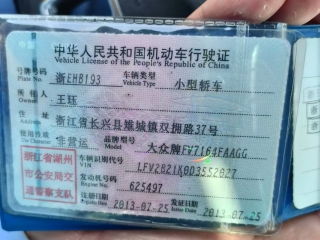 中华人民共和国机动车行驶证
Vehicle License of the People's Republic of China
号牌号码 Plate No. 浙EHB193 车辆类型 Vehicle Type 小型轿车
所有人 Owner 王珏
住址 Address 浙江省长兴县雉城镇双拥路37号
使用性质 Use Character 非营运 品牌型号 Model 大众牌FV7164FAAGG
浙江省湖州
市公安局交
通警察支队
车辆识别代号 VIN
发动机号码 Engine No. 625497
注册日期 Register Date 2013-07-25 发证日期 Issue Date 2013-07-25